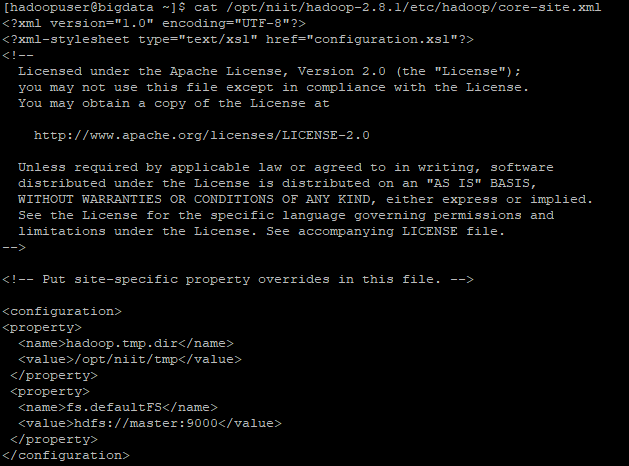 [hadoopuser@bigdata ~]$ cat /opt/niit/hadoop-2.8.1/etc/hadoop/core-site.xml
<?xml version="1.0" encoding="UTF-8"?>
<?xml-stylesheet type="text/xsl" href="configuration.xsl"?>
<!--
  Licensed under the Apache License, Version 2.0 (the "License");
  you may not use this file except in compliance with the License.
  You may obtain a copy of the License at

    http://www.apache.org/licenses/LICENSE-2.0

  Unless required by applicable law or agreed to in writing, software
  distributed under the License is distributed on an "AS IS" BASIS,
  WITHOUT WARRANTIES OR CONDITIONS OF ANY KIND, either express or implied.
  See the License for the specific language governing permissions and
  limitations under the License. See accompanying LICENSE file.
-->

<!-- Put site-specific property overrides in this file. -->

<configuration>
<property>
  <name>hadoop.tmp.dir</name>
  <value>/opt/niit/tmp</value>
 </property>
 <property>
  <name>fs.defaultFS</name>
  <value>hdfs://master:9000</value>
 </property>
</configuration>